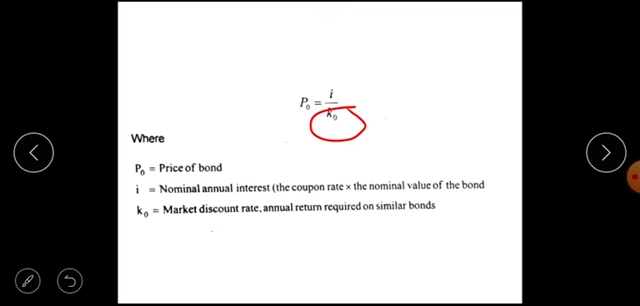 P₀ = i / k₀
Where
P₀ = Price of bond
i = Nominal annual interest (the coupon rate × the nominal value of the bond
k₀ = Market discount rate, annual return required on similar bonds